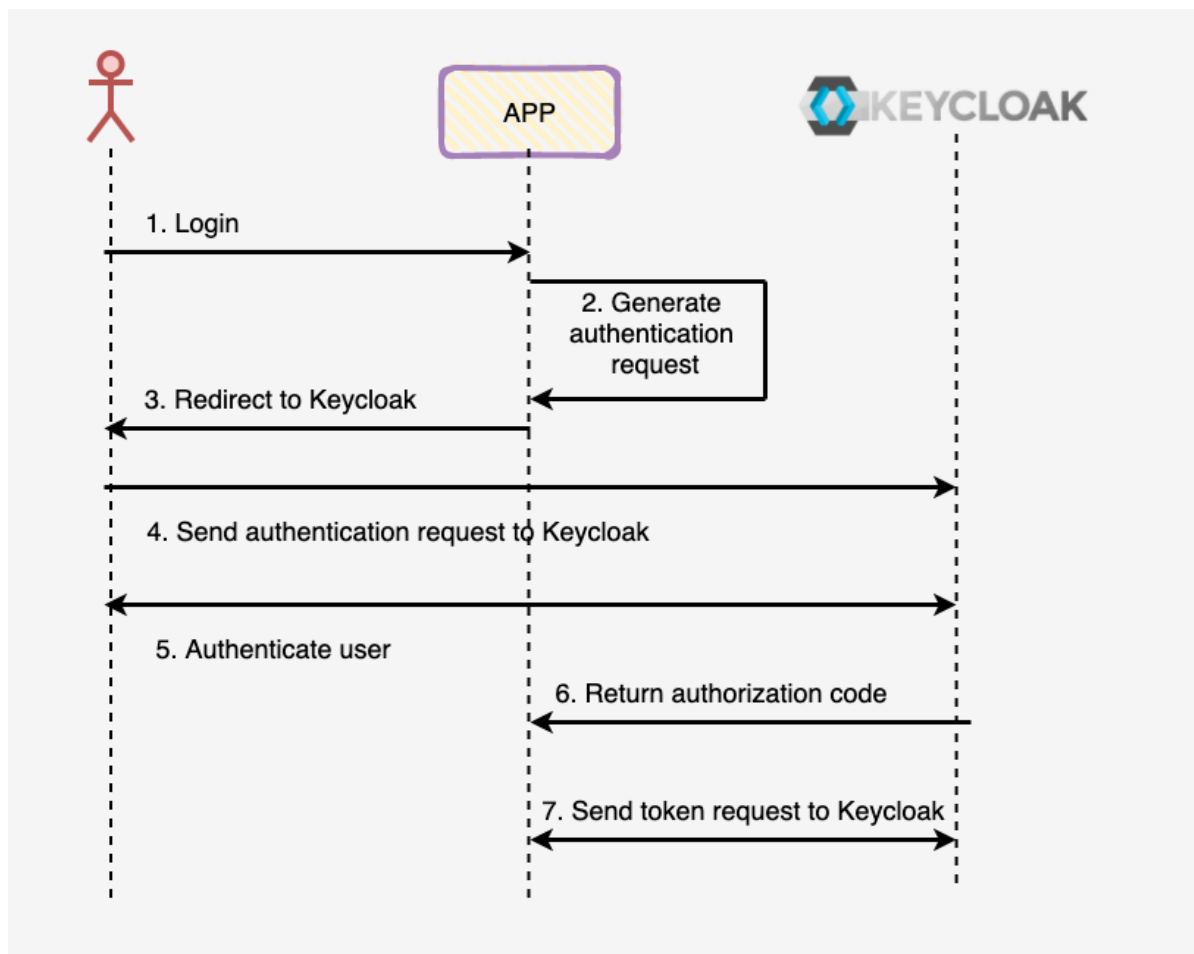 APP
KEYCLOAK
1. Login
2. Generate
authentication
request
3. Redirect to Keycloak
4. Send authentication request to Keycloak
5. Authenticate user
6. Return authorization code
7. Send token request to Keycloak